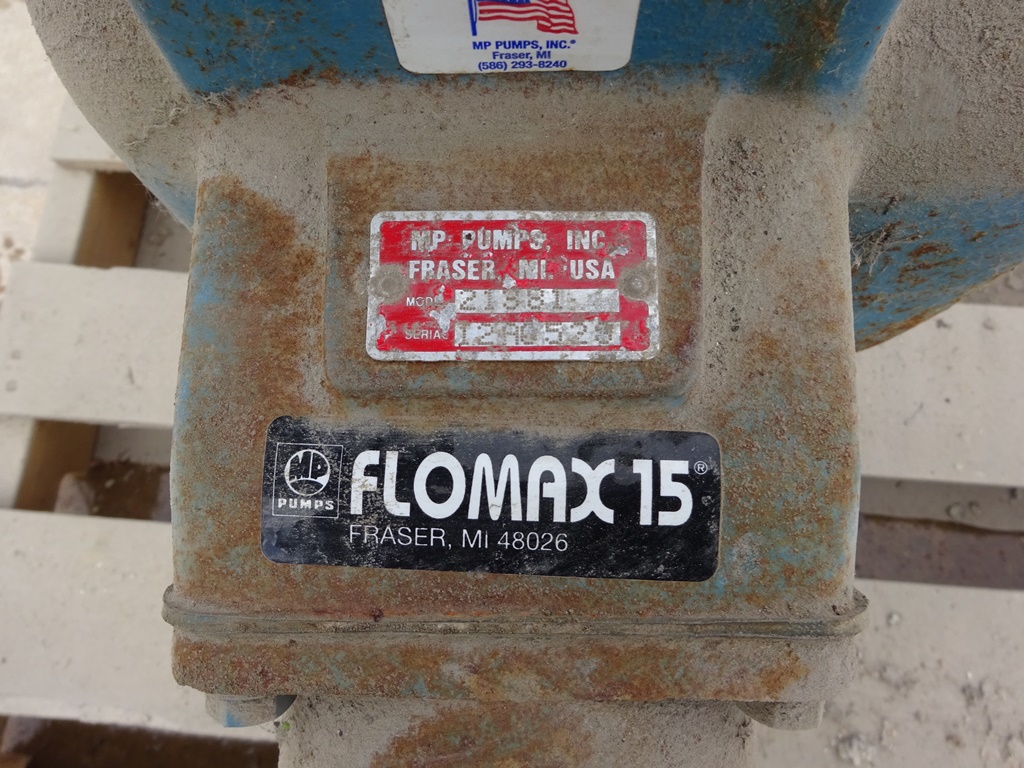 MP PUMPS, INC.®
Fraser, MI
(586) 293-8240
MP PUMPS, INC.
FRASER, MI. USA
SERIAL
MP
PUMPS
FLOMAX 15®
FRASER, MI 48026